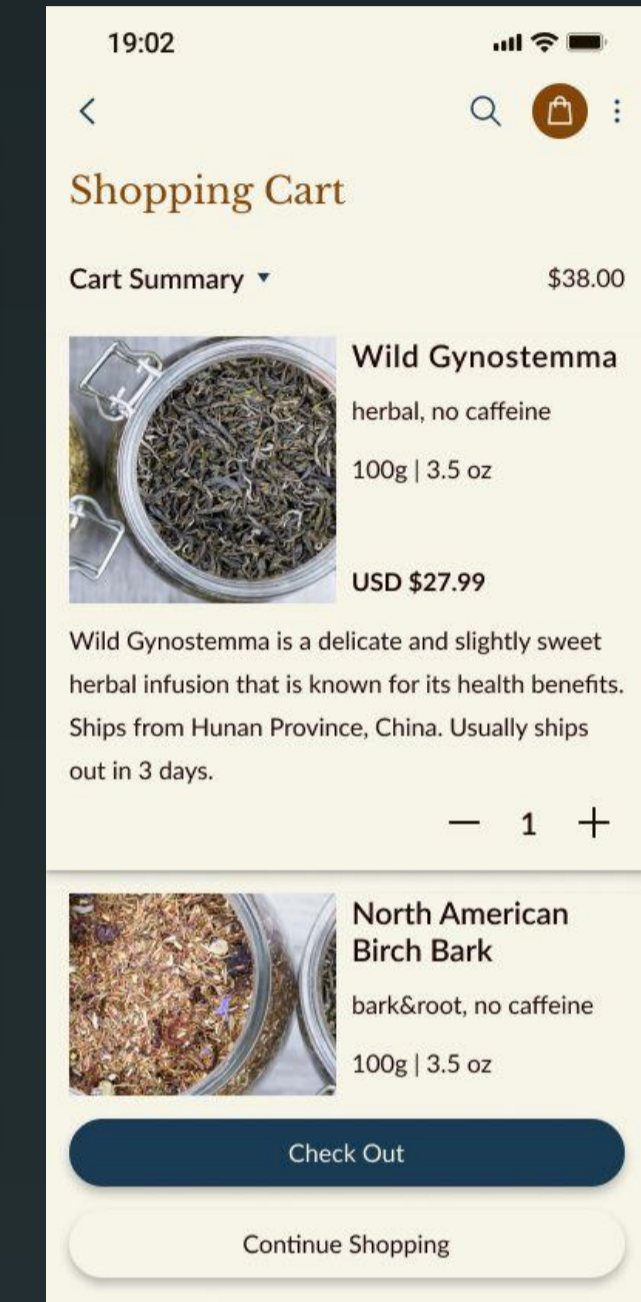 19:02
Shopping Cart
Cart Summary
$38.00
Wild Gynostemma
herbal, no caffeine
100g | 3.5 oz
USD $27.99
Wild Gynostemma is a delicate and slightly sweet
herbal infusion that is known for its health benefits.
Ships from Hunan Province, China. Usually ships
out in 3 days.
1
North American
Birch Bark
bark&root, no caffeine
100g | 3.5 oz
Check Out
Continue Shopping